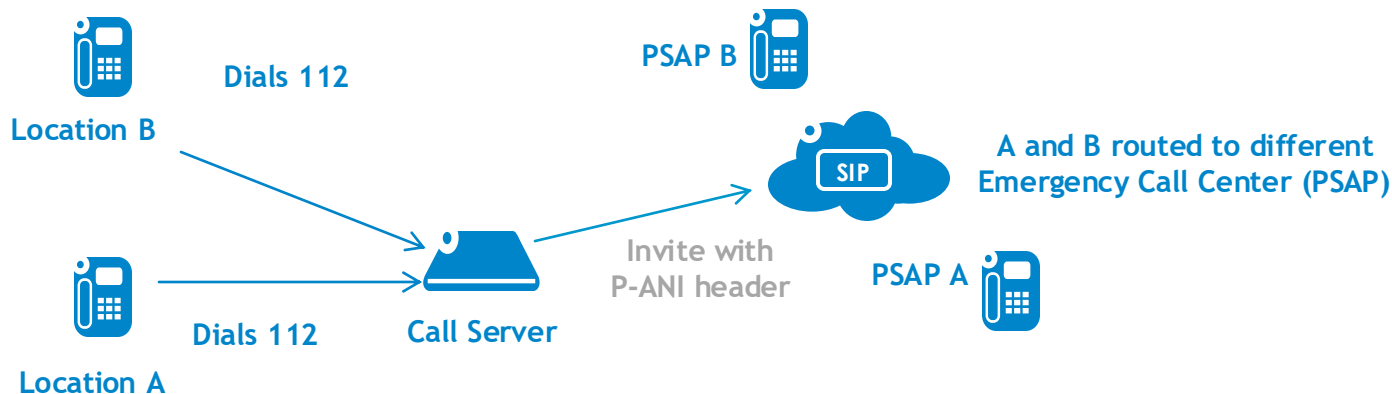 PSAP B
Dials 112
Location B
SIP
A and B routed to different
Emergency Call Center (PSAP)
Invite with
P-ANI header
PSAP A
Dials 112
Call Server
Location A